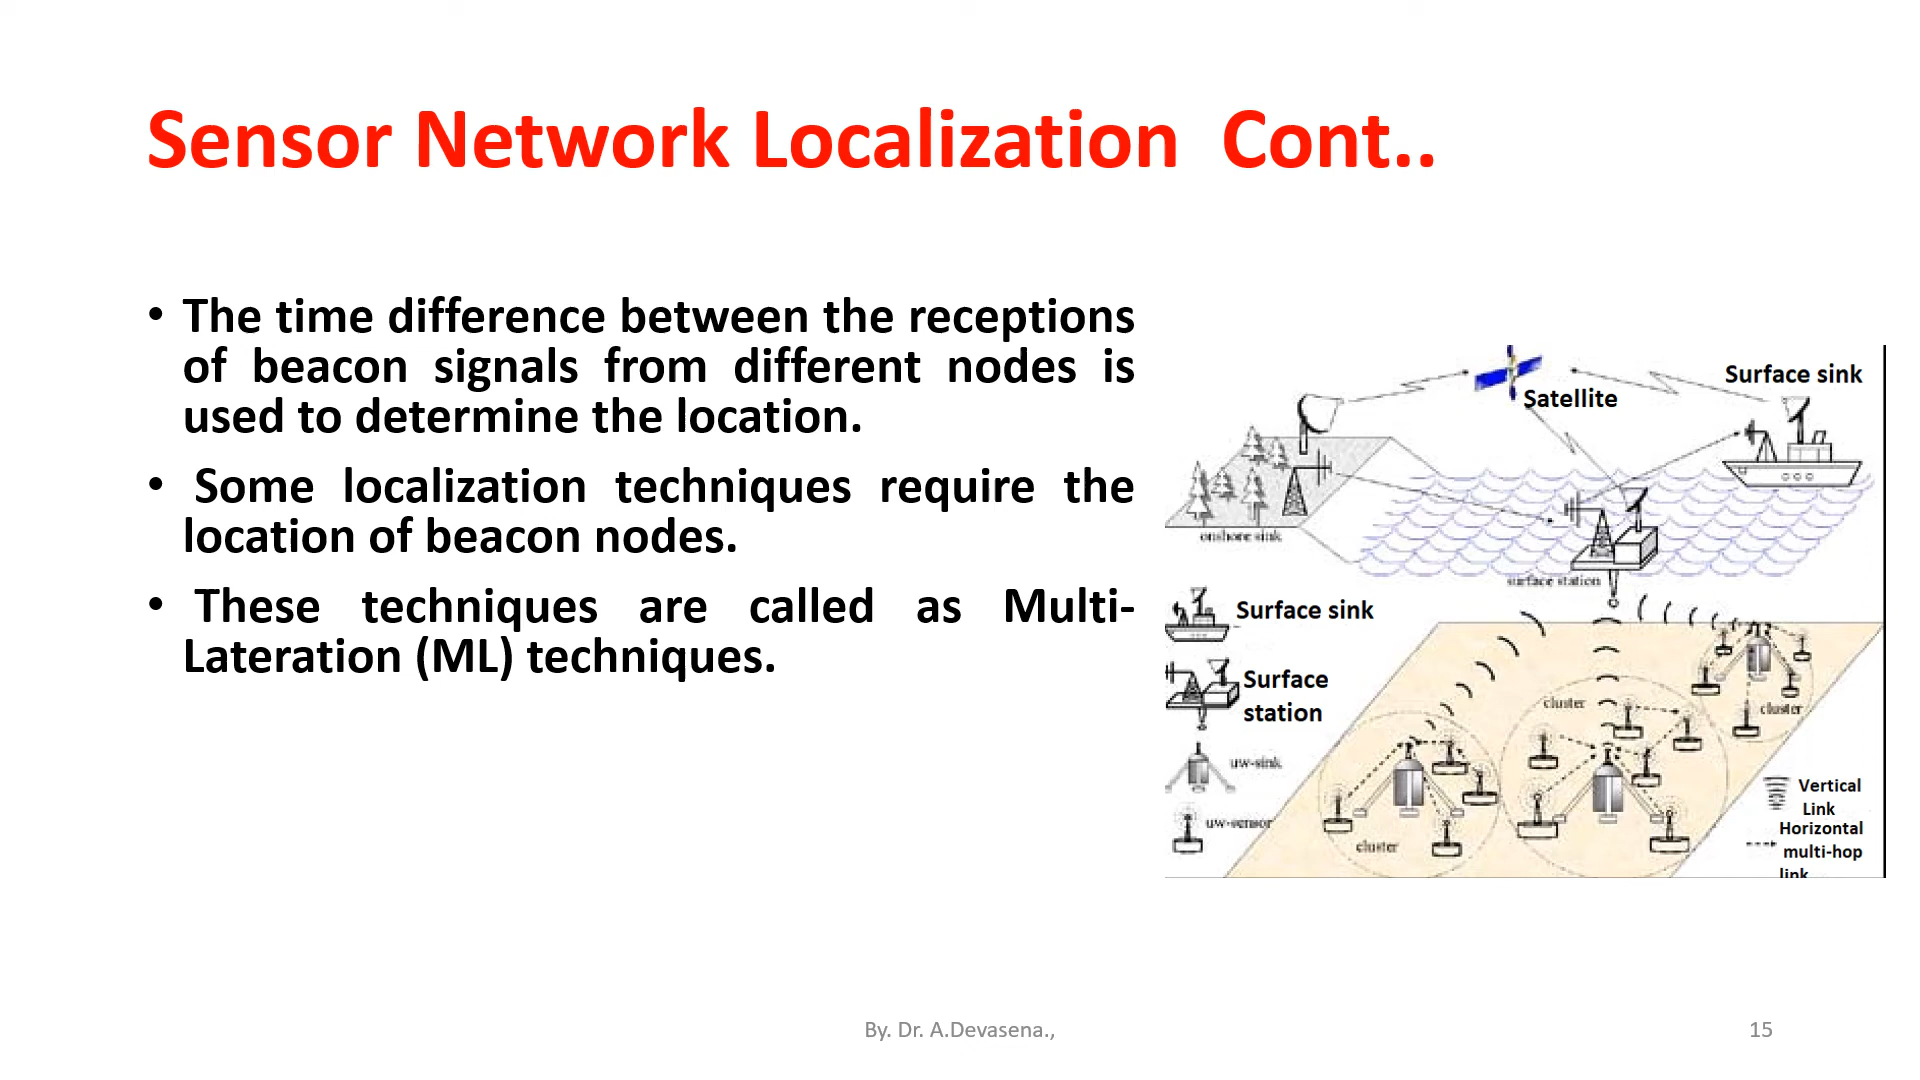 Sensor Network Localization  Cont..
• The time difference between the receptions
of beacon signals from different nodes is
used to determine the location.
• Some localization techniques require the
location of beacon nodes.
• These techniques are called as Multi-
Lateration (ML) techniques.
Surface sink
Satellite
onshore sink
surface station
Surface sink
Surface
station
uw-sink
uw-sensor
cluster
cluster
cluster
Vertical
Link
Horizontal
multi-hop
link
By. Dr. A.Devasena.,
15